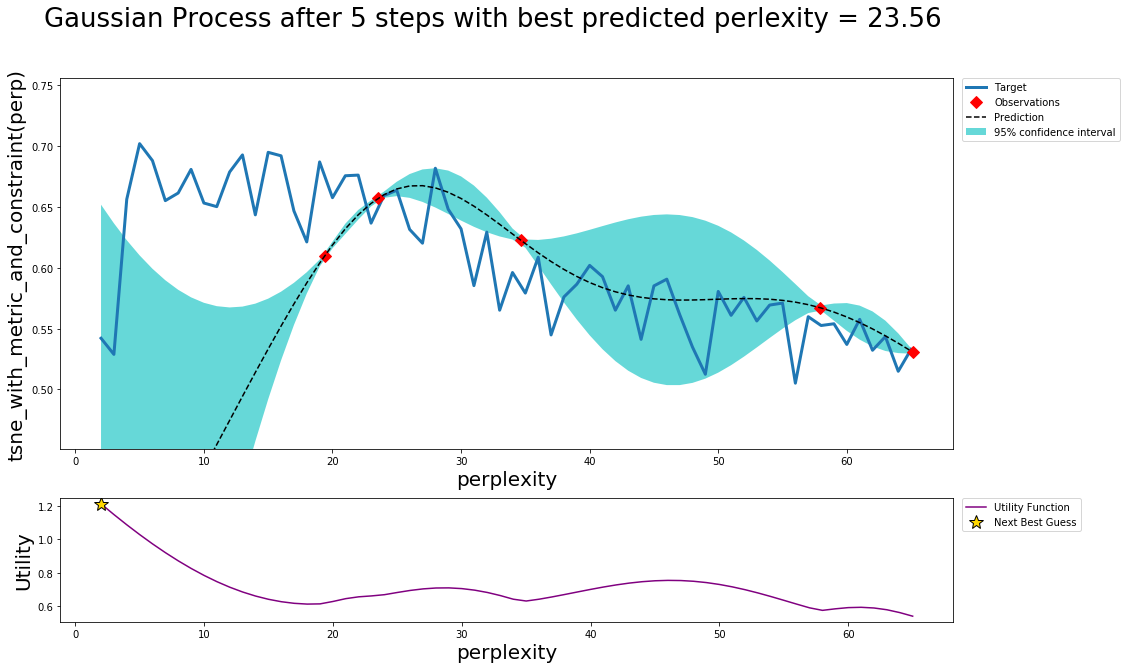 Gaussian Process after 5 steps with best predicted perlexity = 23.56
tsne_with_metric_and_constraint(perp)
0.75
0.70
0.65
0.60
0.55
0.50
0 10 20 30 40 50 60
perplexity
Target
Observations
Prediction
95% confidence interval
Utility
1.2
1.0
0.8
0.6
0 10 20 30 40 50 60
perplexity
Utility Function
Next Best Guess